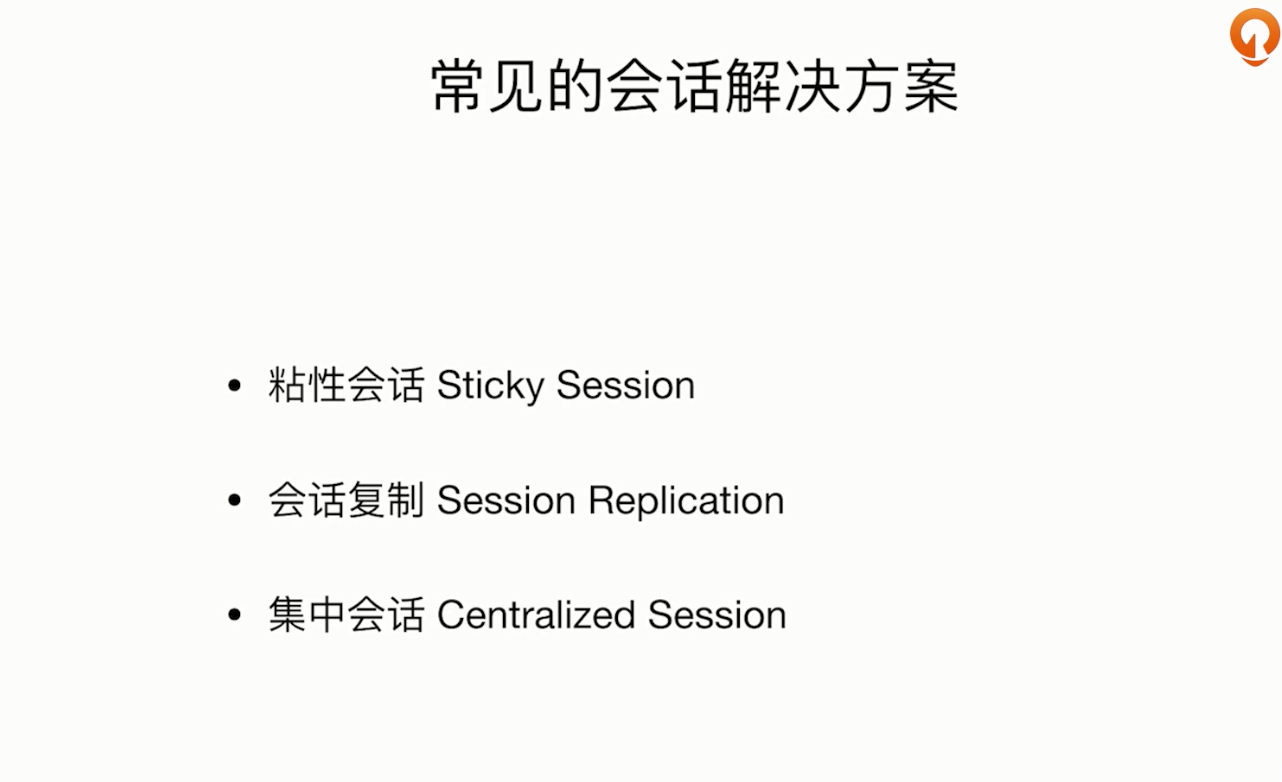 常见的会话解决方案
• 粘性会话 Sticky Session
• 会话复制 Session Replication
• 集中会话 Centralized Session